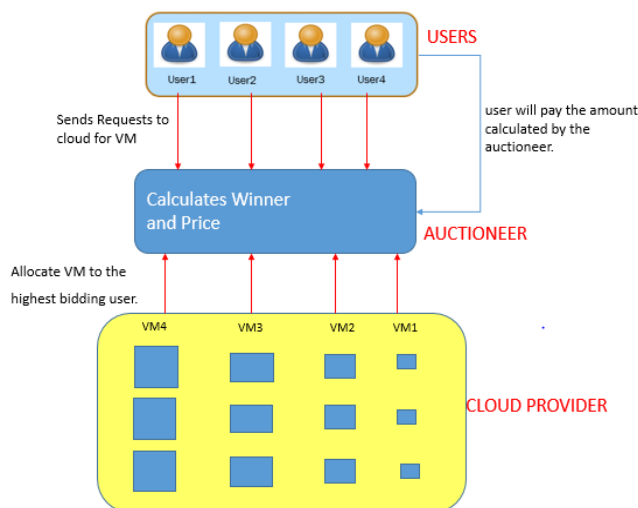 USERS
User1 User2 User3 User4
Sends Requests to
cloud for VM
user will pay the amount
calculated by the
auctioneer.
Calculates Winner
and Price
AUCTIONEER
Allocate VM to the
highest bidding user.
VM4 VM3 VM2 VM1
CLOUD PROVIDER